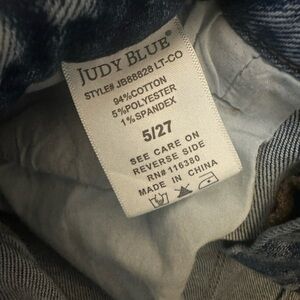 JUDY BLUE®
STYLE# JB88828 LT-CO
94%COTTON
5%POLYESTER
1%SPANDEX
5/27
SEE CARE ON
REVERSE SIDE
RN# 116380
MADE IN CHINA